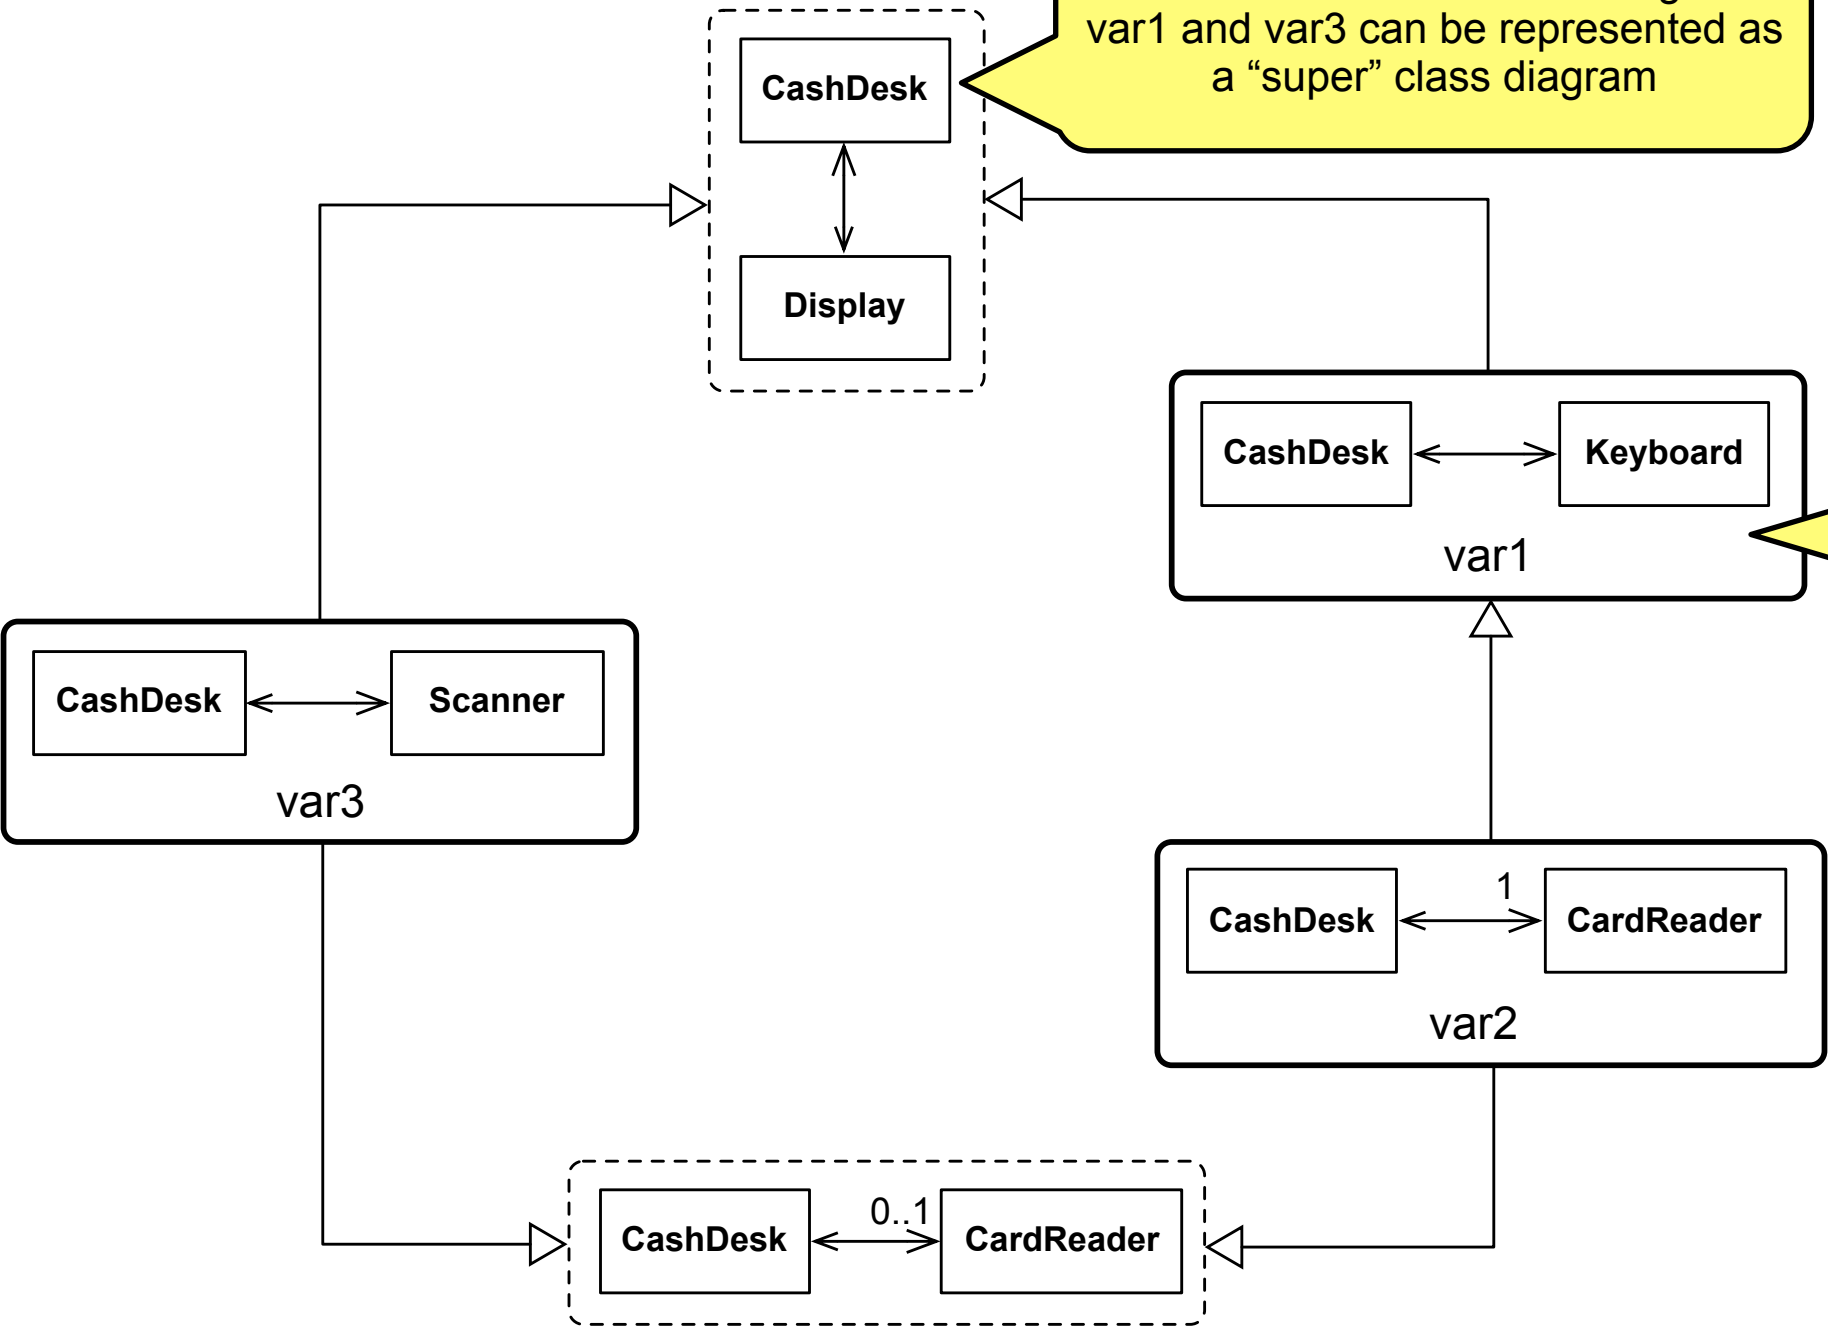 var1 and var3 can be represented as
a “super” class diagram
CashDesk
Display
CashDesk
Keyboard
var1
CashDesk
Scanner
var3
1
CashDesk
CardReader
var2
0..1
CashDesk
CardReader